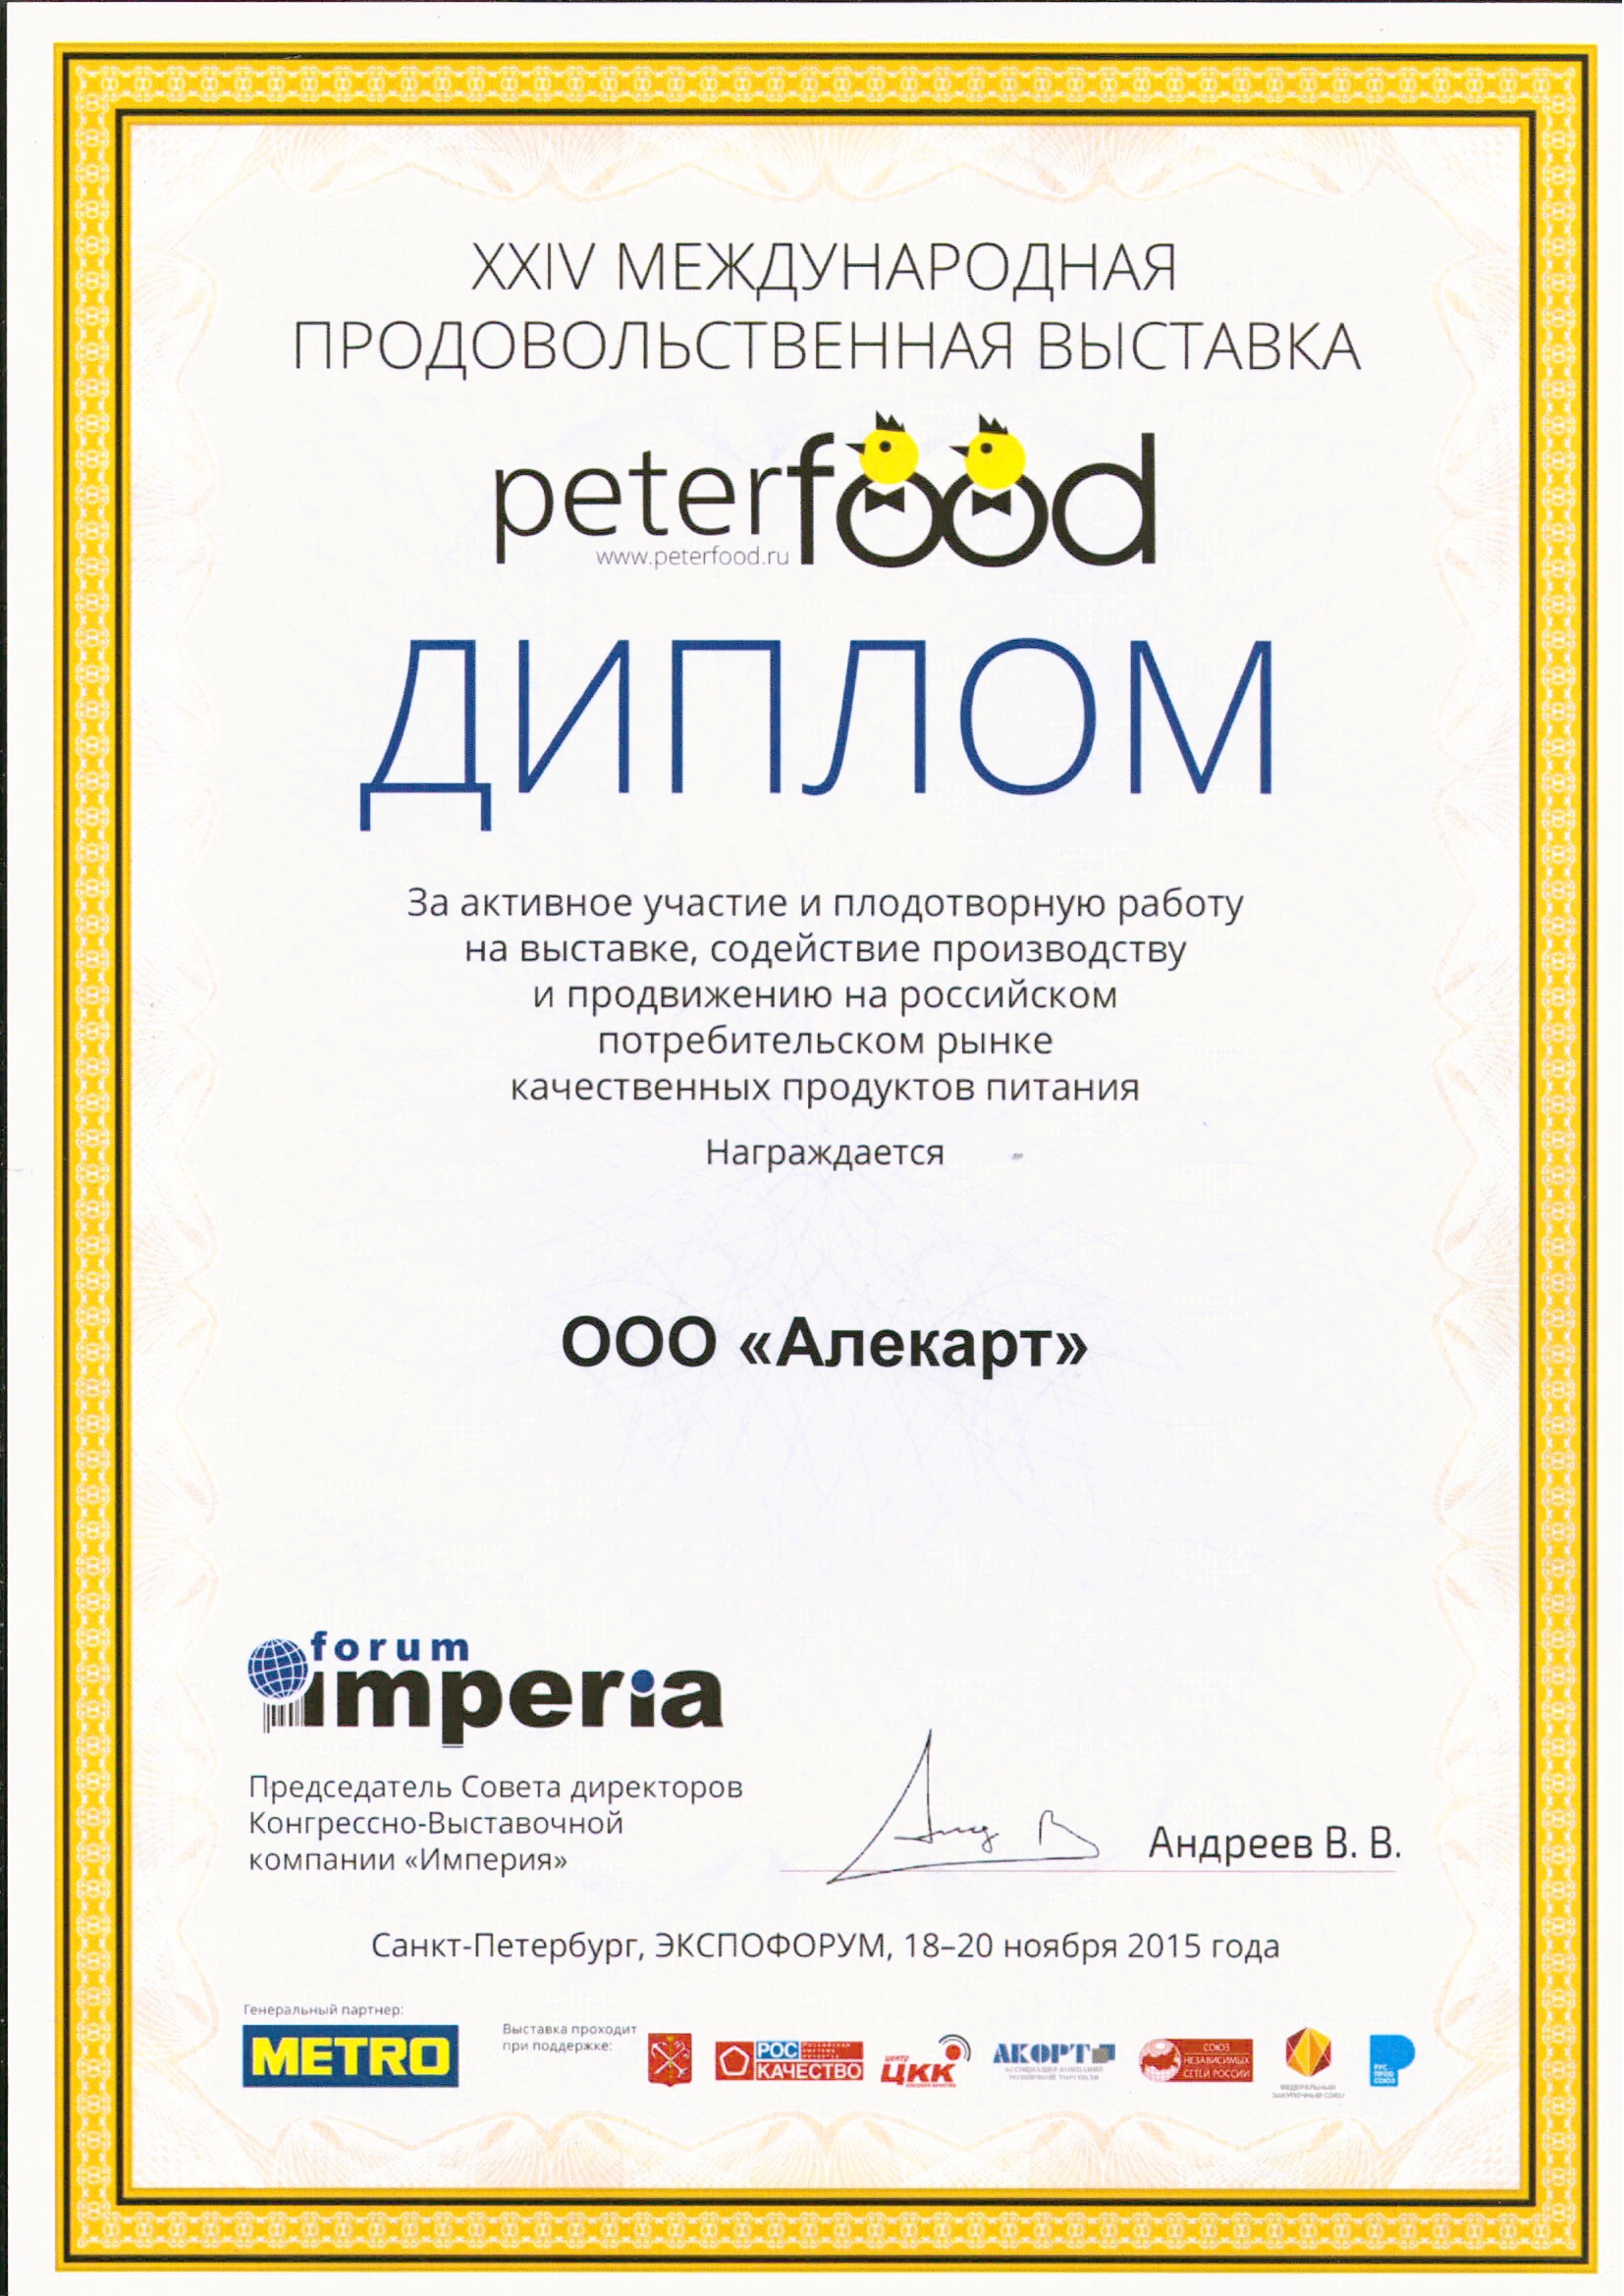 XXIV МЕЖДУНАРОДНАЯ
ПРОДОВОЛЬСТВЕННАЯ ВЫСТАВКА
peterfood
www.peterfood.ru
ДИПЛОМ
За активное участие и плодотворную работу
на выставке, содействие производству
и продвижению на российском
потребительском рынке
качественных продуктов питания
Награждается
ООО «Алекарт»
forum
imperia
Председатель Совета директоров
Конгрессно-Выставочной
компании «Империя»
Андреев В. В.
Санкт-Петербург, ЭКСПОФОРУМ, 18–20 ноября 2015 года
Генеральный партнер:
METRO
Выставка проходит
при поддержке:
РОС
КАЧЕСТВО
центр
ЦКК
АКОРТ
АССОЦИАЦИЯ КОМПАНИЙ
РОЗНИЧНОЙ ТОРГОВЛИ
СОЮЗ
НЕЗАВИСИМЫХ
СЕТЕЙ РОССИИ
ФЕДЕРАЛЬНЫЙ
ЗАКУПОЧНЫЙ СОЮЗ
РУС
ПРОД
СОЮЗ